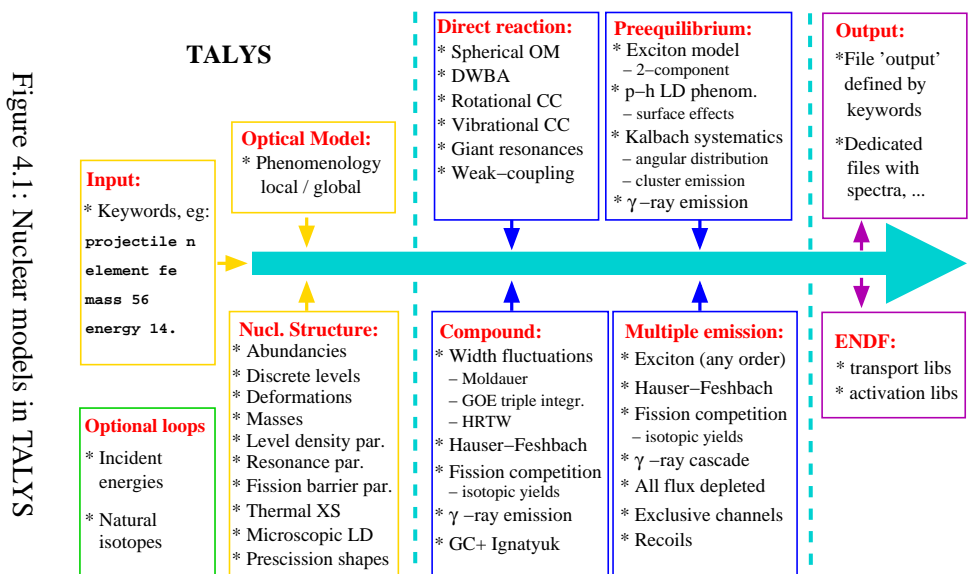 Figure 4.1: Nuclear models in TALYS
TALYS
Input:
* Keywords, eg:
projectile n
element fe
mass 56
energy 14.
Optional loops
* Incident
energies
* Natural
isotopes
Optical Model:
* Phenomenology
local / global
Nucl. Structure:
* Abundancies
* Discrete levels
* Deformations
* Masses
* Level density par.
* Resonance par.
* Fission barrier par.
* Thermal XS
* Microscopic LD
* Prescission shapes
Direct reaction:
* Spherical OM
* DWBA
* Rotational CC
* Vibrational CC
* Giant resonances
* Weak−coupling
Compound:
* Width fluctuations
− Moldauer
− GOE triple integr.
− HRTW
* Hauser−Feshbach
* Fission competition
− isotopic yields
* γ −ray emission
* GC+ Ignatyuk
Preequilibrium:
* Exciton model
− 2−component
* p−h LD phenom.
− surface effects
* Kalbach systematics
− angular distribution
− cluster emission
* γ −ray emission
Multiple emission:
* Exciton (any order)
* Hauser−Feshbach
* Fission competition
− isotopic yields
* γ −ray cascade
* All flux depleted
* Exclusive channels
* Recoils
Output:
*File ’output’
defined by
keywords
*Dedicated
files with
spectra, ...
ENDF:
* transport libs
* activation libs